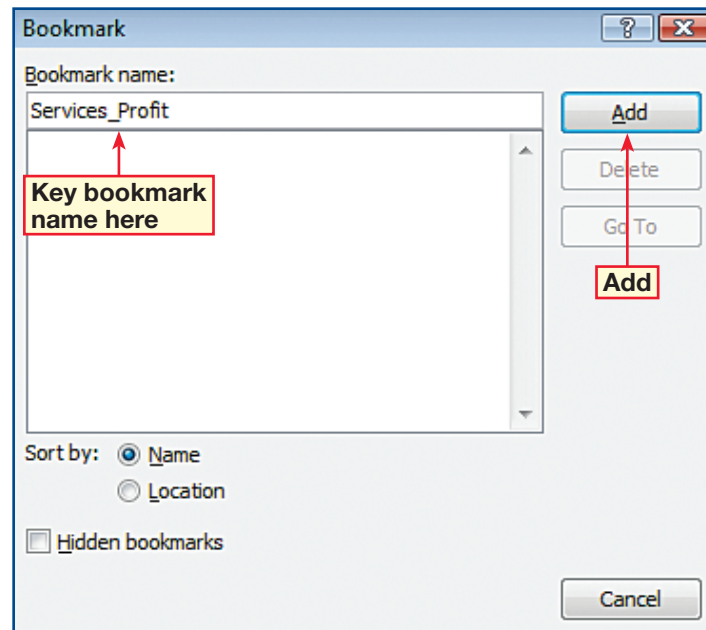 Bookmark
?
Bookmark name:
Services_Profit
Add
Delete
Go To
Key bookmark
name here
Add
Sort by:
Name
Location
Hidden bookmarks
Cancel